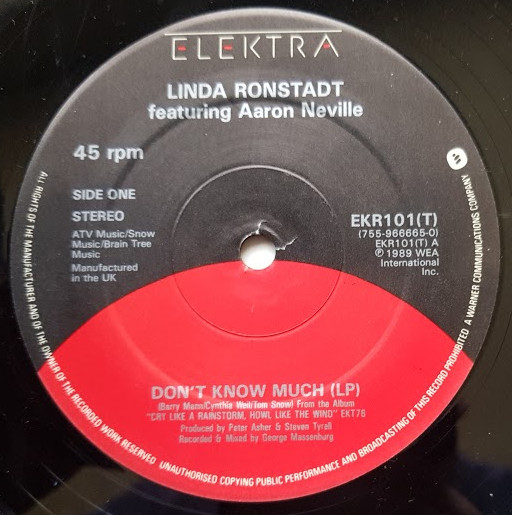 ELEKTRA
LINDA RONSTADT
featuring Aaron Neville
45 rpm
SIDE ONE
STEREO
ATV Music/Snow
Music/Brain Tree
Music
Manufactured
in the UK
EKR101(T)
(755-966665-0)
EKR101(T) A
℗ 1989 WEA
International
Inc.
DON'T KNOW MUCH (LP)
(Barry Mann/Cynthia Weil/Tom Snow) From the Album
"CRY LIKE A RAINSTORM, HOWL LIKE THE WIND" EKT76
Produced by Peter Asher & Steven Tyrell
Recorded & Mixed by George Massenburg
ALL RIGHTS OF THE MANUFACTURER AND OF THE OWNER OF THE RECORDED WORK RESERVED UNAUTHORISED COPYING PUBLIC PERFORMANCE AND BROADCASTING OF THIS RECORD PROHIBITED A WARNER COMMUNICATIONS COMPANY